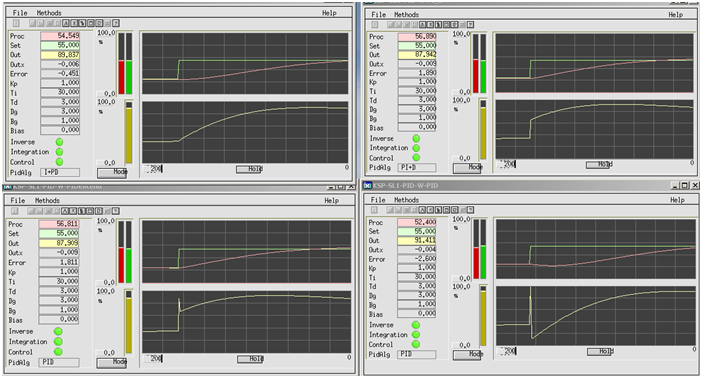 File Methods Help
Proc 54.549 100.0
Set 55.000 %
Out 89.837
Outx -0.006
Error -0.451
Kp 1.000 0.0
Ti 30.000 100.0
Td 3.000 %
Dg 3.000
Bg 1.000
Bias 0.000
Inverse
Integration
Control 0.0
PidAlg I+PD Mode
-200 Hold 0
File Methods Help
Proc 56.890 100.0
Set 55.000 %
Out 87.942
Outx -0.009
Error 1.890
Kp 1.000 0.0
Ti 30.000 100.0
Td 3.000 %
Dg 3.000
Bg 1.000
Bias 0.000
Inverse
Integration
Control 0.0
PidAlg PI+D Mode
-200 Hold 0
File Methods Help
Proc 56.811 100.0
Set 55.000 %
Out 87.909
Outx -0.009
Error 1.811
Kp 1.000 0.0
Ti 30.000 100.0
Td 3.000 %
Dg 3.000
Bg 1.000
Bias 0.000
Inverse
Integration
Control 0.0
PidAlg PID Mode
-200 Hold 0
KSP-SL1-PID-W-PID
File Methods Help
Proc 52.400 100.0
Set 55.000 %
Out 91.411
Outx -0.004
Error -2.600
Kp 1.000 0.0
Ti 30.000 100.0
Td 3.000 %
Dg 3.000
Bg 1.000
Bias 0.000
Inverse
Integration
Control 0.0
PidAlg PID Mode
-200 Hold 0